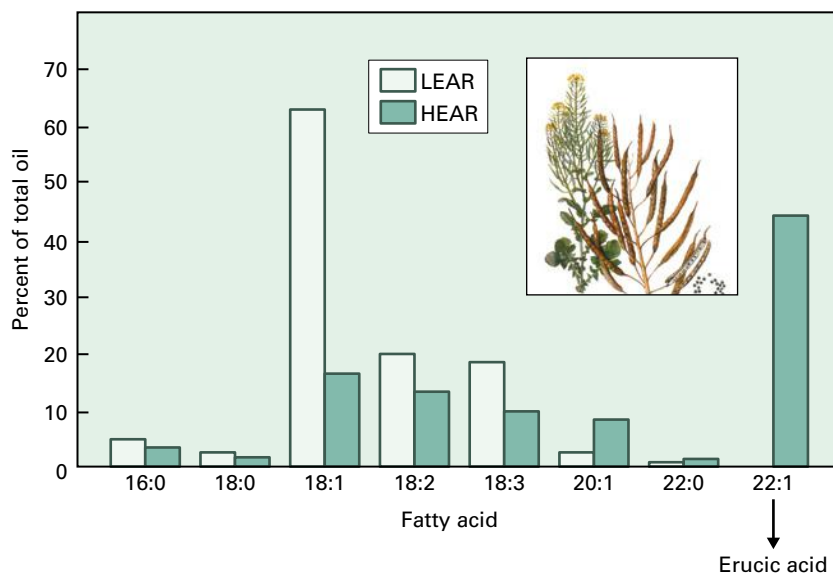 70
60
50
40
30
20
10
0
Percent of total oil
LEAR
HEAR
16:0 18:0 18:1 18:2 18:3 20:1 22:0 22:1
Fatty acid
Erucic acid